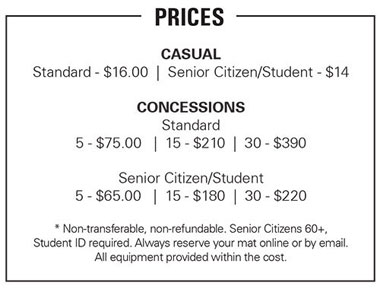 PRICES
CASUAL
Standard - $16.00 | Senior Citizen/Student - $14
CONCESSIONS
Standard
5 - $75.00 | 15 - $210 | 30 - $390
Senior Citizen/Student
5 - $65.00 | 15 - $180 | 30 - $220
* Non-transferable, non-refundable. Senior Citizens 60+,
Student ID required. Always reserve your mat online or by email.
All equipment provided within the cost.